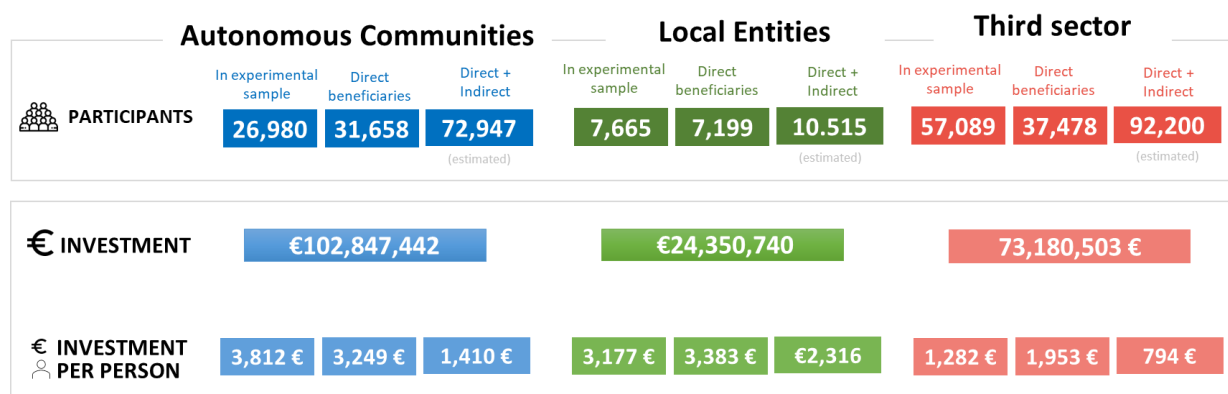 Autonomous Communities
Local Entities
Third sector
In experimental
sample
Direct
beneficiaries
Direct +
Indirect
In experimental
sample
Direct
beneficiaries
Direct +
Indirect
In experimental
sample
Direct
beneficiaries
Direct +
Indirect
PARTICIPANTS
26,980 31,658 72,947
7,665 7,199 10.515
57,089 37,478 92,200
(estimated)
(estimated)
(estimated)
€ INVESTMENT
€102,847,442
€24,350,740
73,180,503 €
€ INVESTMENT
PER PERSON
3,812 € 3,249 € 1,410 €
3,177 € 3,383 € €2,316
1,282 € 1,953 € 794 €